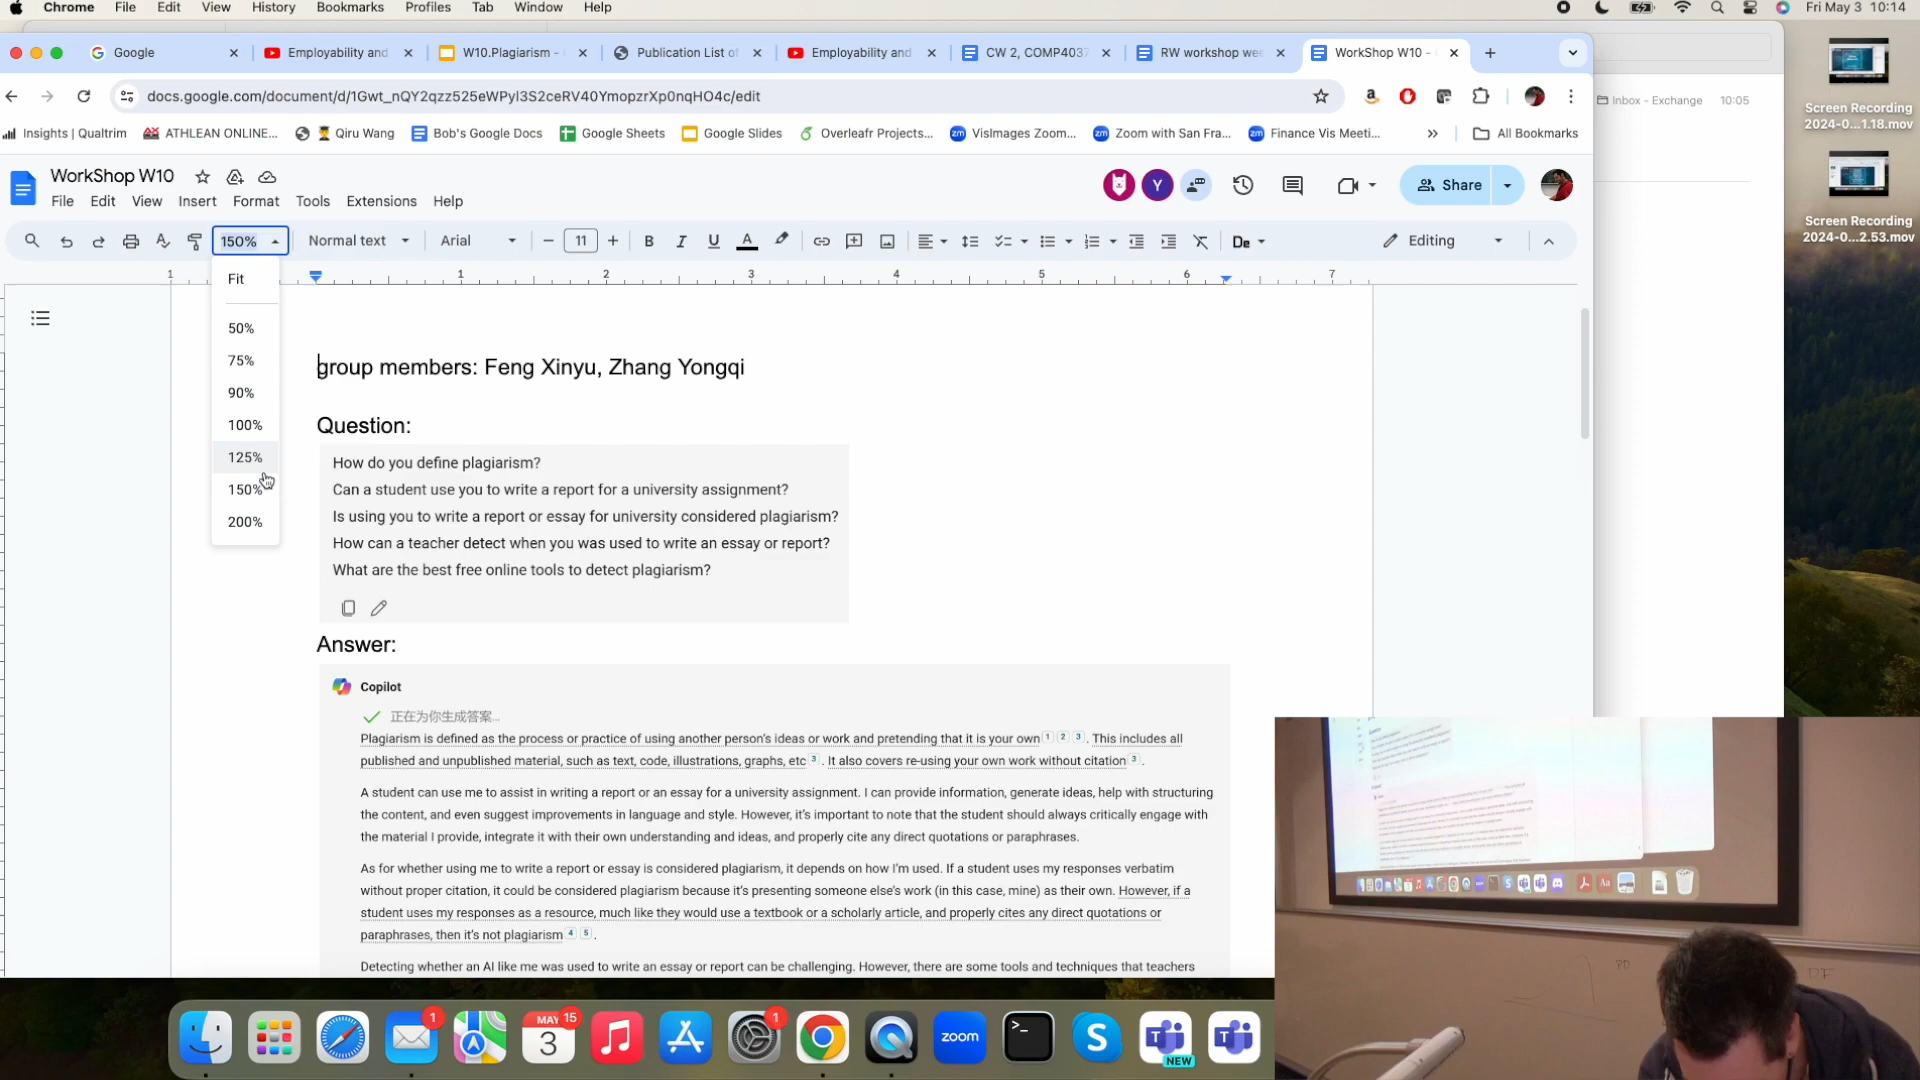 Chrome File Edit View History Bookmarks Profiles Tab Window Help Fri May 3 10:14
Google Employability and W10.Plagiarism - Publication List of Employability and CW 2, COMP4037 RW workshop wee WorkShop W10 -
docs.google.com/document/d/1Gwt_nQY2qzz525eWPyl3S2ceRV40YmopzrXp0nqHO4c/edit
Inbox - Exchange 10:05
Insights | Qualtrim ATHLEAN ONLINE... Qiru Wang Bob's Google Docs Google Sheets Google Slides Overleafr Projects... VisImages Zoom... Zoom with San Fra... Finance Vis Meeti... All Bookmarks
Screen Recording
2024-0...1.18.mov
Screen Recording
2024-0...2.53.mov
WorkShop W10
File Edit View Insert Format Tools Extensions Help
Y
Share
150% Normal text Arial 11 B I U A De Editing
1 1 2 3 4 5 6 7
Fit
50%
75%
90%
100%
125%
150%
200%
group members: Feng Xinyu, Zhang Yongqi
Question:
How do you define plagiarism?
Can a student use you to write a report for a university assignment?
Is using you to write a report or essay for university considered plagiarism?
How can a teacher detect when you was used to write an essay or report?
What are the best free online tools to detect plagiarism?
Answer:
Copilot
正在为你生成答案...
Plagiarism is defined as the process or practice of using another person's ideas or work and pretending that it is your own 1 2 3 . This includes all
published and unpublished material, such as text, code, illustrations, graphs, etc 3 . It also covers re-using your own work without citation 3 .
A student can use me to assist in writing a report or an essay for a university assignment. I can provide information, generate ideas, help with structuring
the content, and even suggest improvements in language and style. However, it's important to note that the student should always critically engage with
the material I provide, integrate it with their own understanding and ideas, and properly cite any direct quotations or paraphrases.
As for whether using me to write a report or essay is considered plagiarism, it depends on how I'm used. If a student uses my responses verbatim
without proper citation, it could be considered plagiarism because it's presenting someone else's work (in this case, mine) as their own. However, if a
student uses my responses as a resource, much like they would use a textbook or a scholarly article, and properly cites any direct quotations or
paraphrases, then it's not plagiarism 4 5 .
Detecting whether an AI like me was used to write an essay or report can be challenging. However, there are some tools and techniques that teachers
1 MAY 15 3 1 zoom NEW